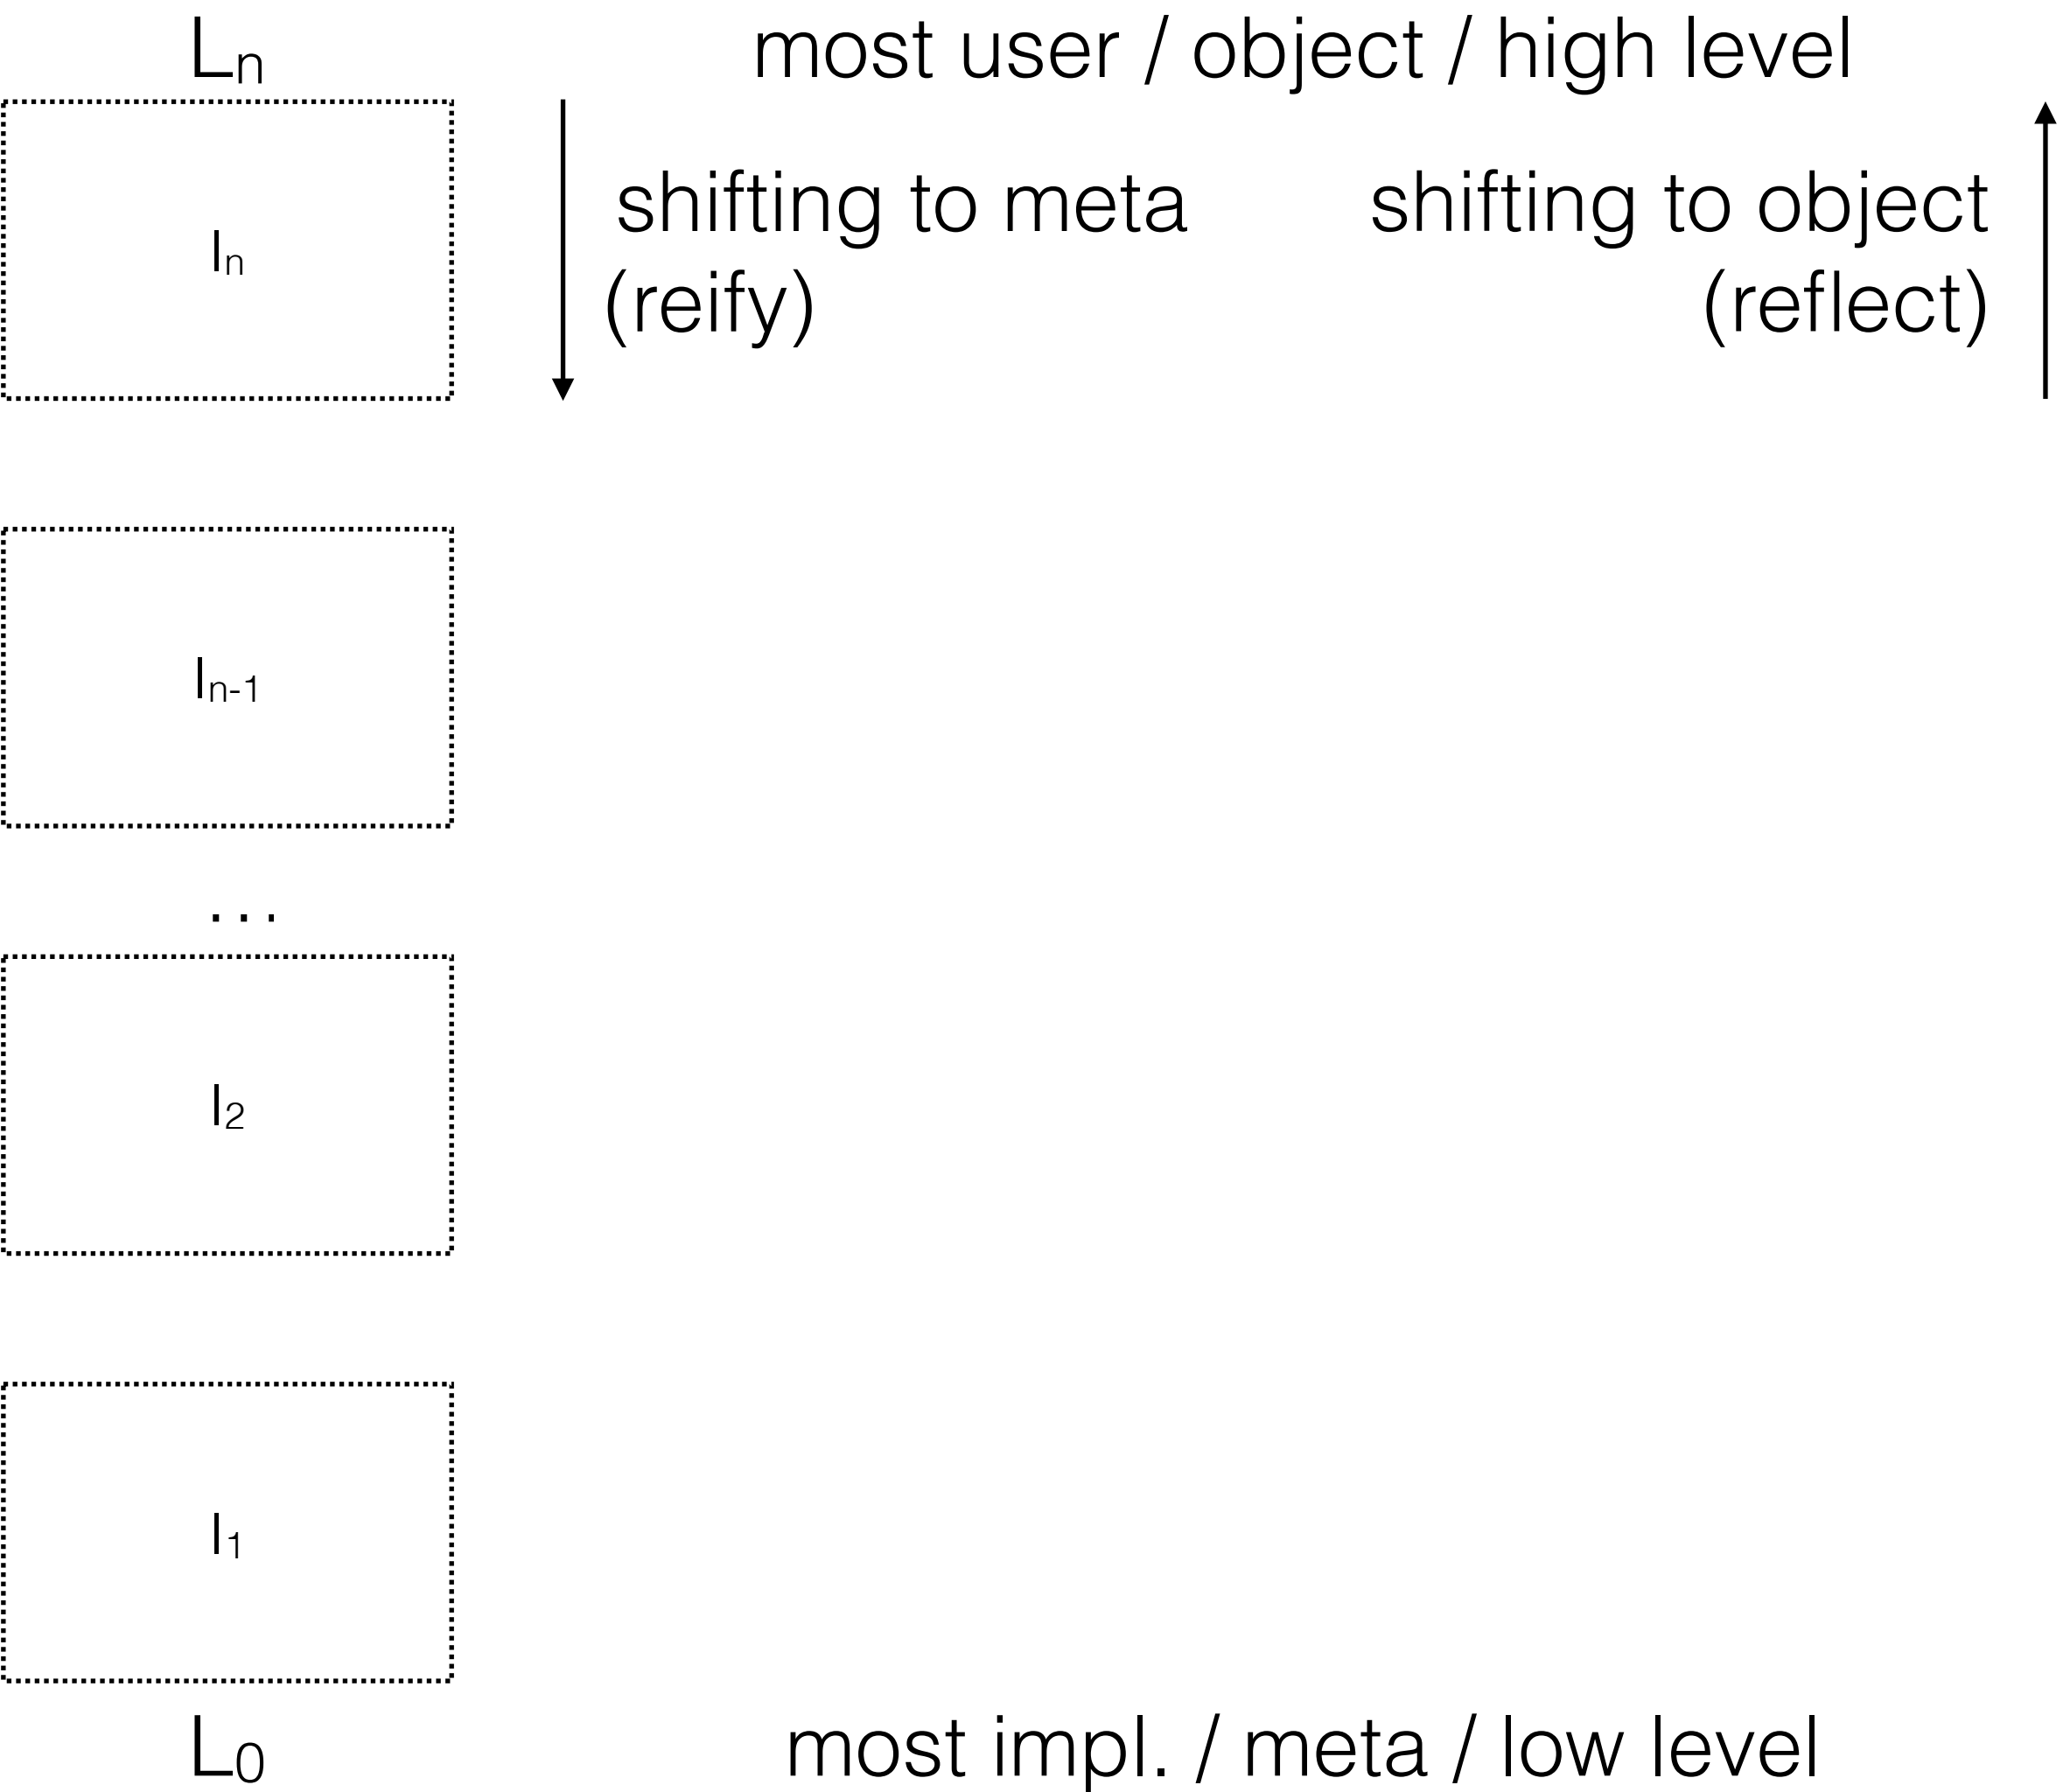 Lₙ
most user / object / high level
shifting to meta
(reify)
shifting to object
(reflect)
Iₙ
Iₙ₋₁
...
I₂
I₁
L₀
most impl. / meta / low level